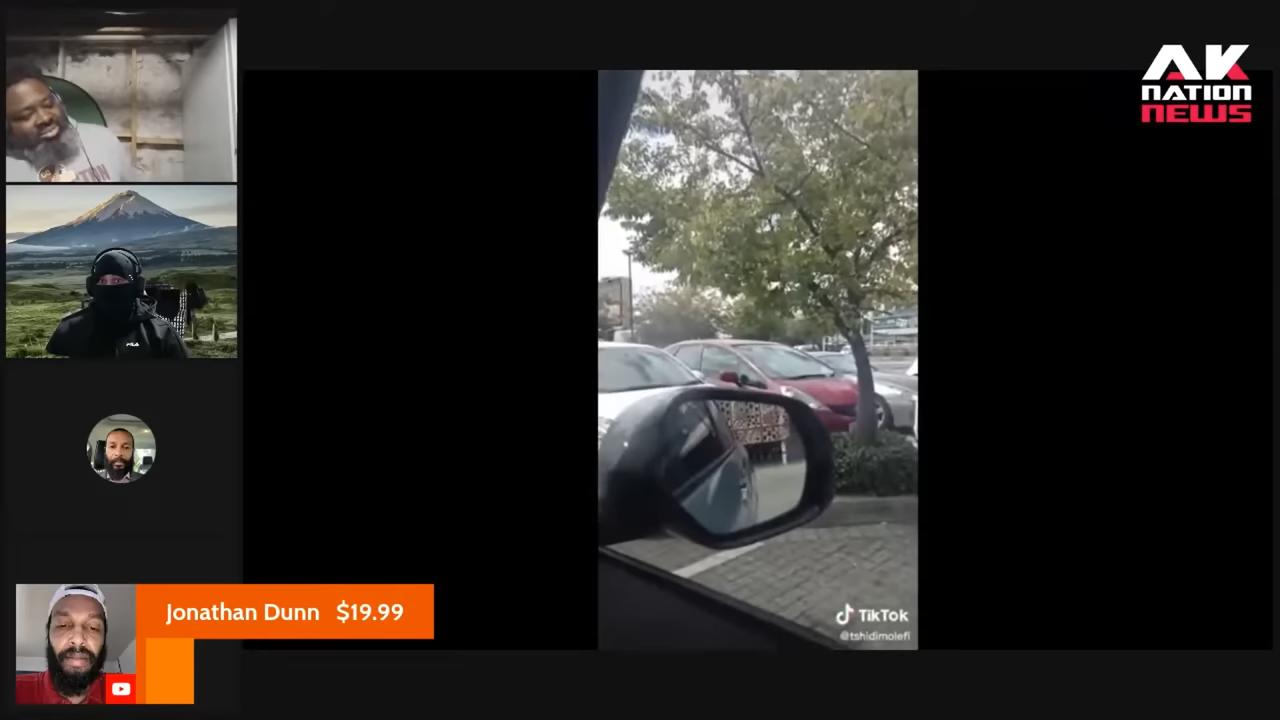 AK
NATION
NEWS
FILA
TikTok
@tshidimolefi
Jonathan Dunn $19.99